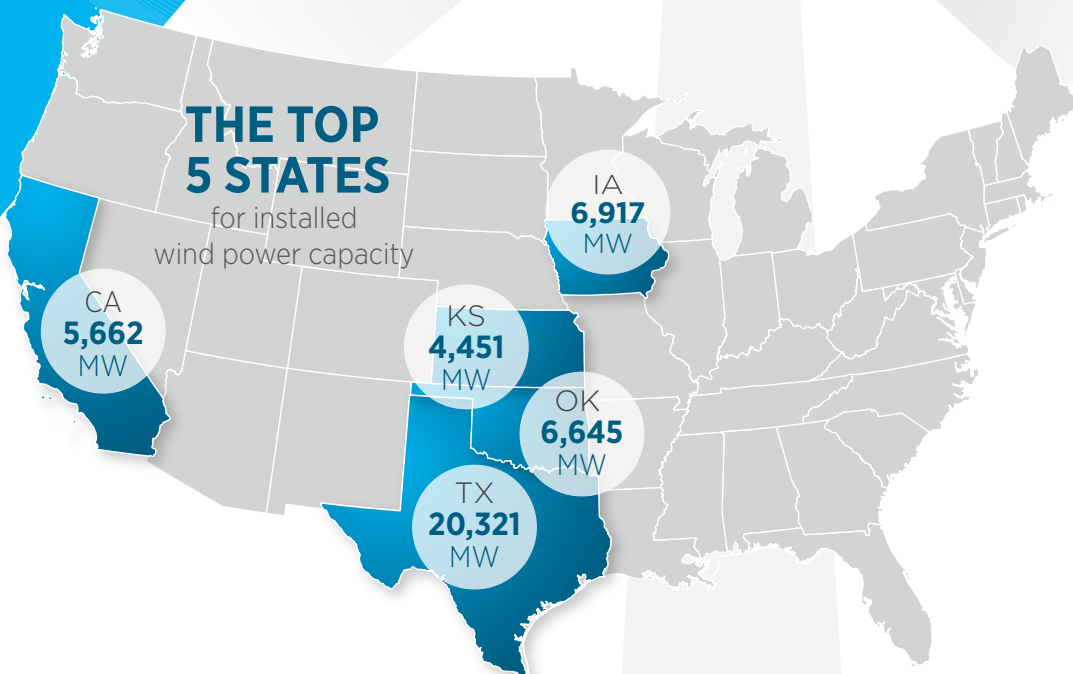 THE TOP
5 STATES
for installed
wind power capacity
IA
6,917
MW
CA
5,662
MW
KS
4,451
MW
OK
6,645
MW
TX
20,321
MW